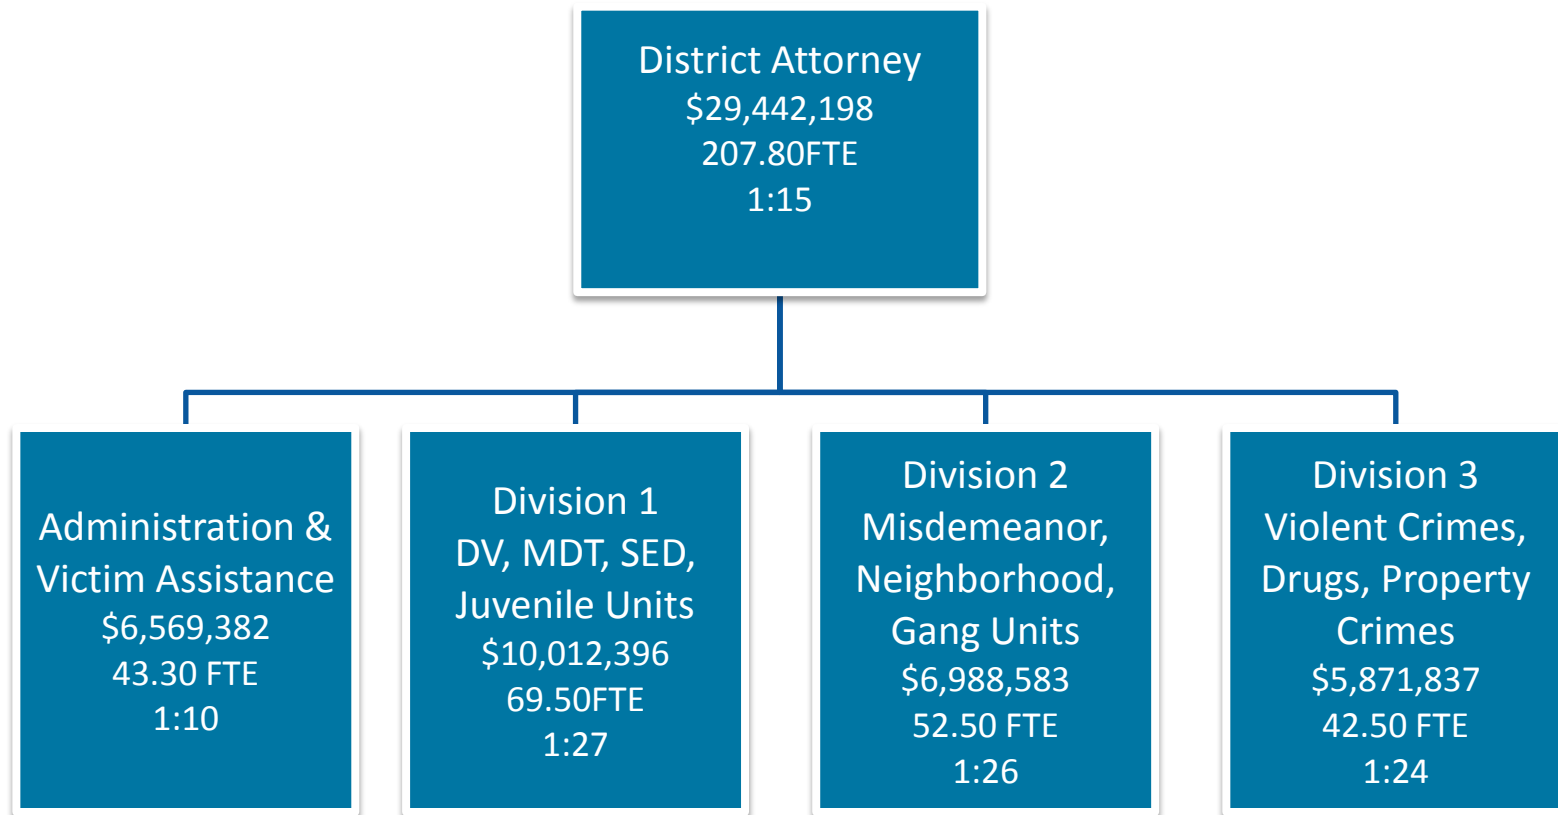 District Attorney
$29,442,198
207.80FTE
1:15
Administration &
Victim Assistance
$6,569,382
43.30 FTE
1:10
Division 1
DV, MDT, SED,
Juvenile Units
$10,012,396
69.50FTE
1:27
Division 2
Misdemeanor,
Neighborhood,
Gang Units
$6,988,583
52.50 FTE
1:26
Division 3
Violent Crimes,
Drugs, Property
Crimes
$5,871,837
42.50 FTE
1:24